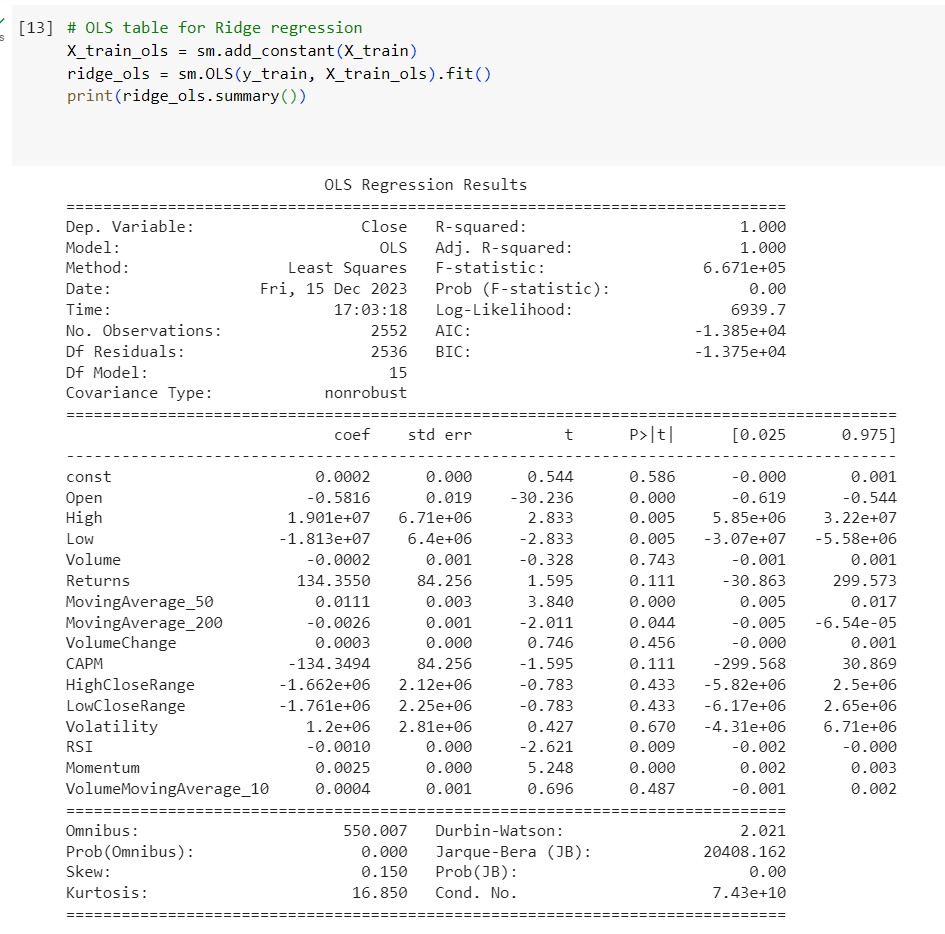 [13] # OLS table for Ridge regression
X_train_ols = sm.add_constant(X_train)
ridge_ols = sm.OLS(y_train, X_train_ols).fit()
print(ridge_ols.summary())
s
OLS Regression Results
==============================================================================
Dep. Variable: Close R-squared: 1.000
Model: OLS Adj. R-squared: 1.000
Method: Least Squares F-statistic: 6.671e+05
Date: Fri, 15 Dec 2023 Prob (F-statistic): 0.00
Time: 17:03:18 Log-Likelihood: 6939.7
No. Observations: 2552 AIC: -1.385e+04
Df Residuals: 2536 BIC: -1.375e+04
Df Model: 15
Covariance Type: nonrobust
==========================================================================================
coef std err t P>|t| [0.025 0.975]
------------------------------------------------------------------------------------------
const 0.0002 0.000 0.544 0.586 -0.000 0.001
Open -0.5816 0.019 -30.236 0.000 -0.619 -0.544
High 1.901e+07 6.71e+06 2.833 0.005 5.85e+06 3.22e+07
Low -1.813e+07 6.4e+06 -2.833 0.005 -3.07e+07 -5.58e+06
Volume -0.0002 0.001 -0.328 0.743 -0.001 0.001
Returns 134.3550 84.256 1.595 0.111 -30.863 299.573
MovingAverage_50 0.0111 0.003 3.840 0.000 0.005 0.017
MovingAverage_200 -0.0026 0.001 -2.011 0.044 -0.005 -6.54e-05
VolumeChange 0.0003 0.000 0.746 0.456 -0.000 0.001
CAPM -134.3494 84.256 -1.595 0.111 -299.568 30.869
HighCloseRange -1.662e+06 2.12e+06 -0.783 0.433 -5.82e+06 2.5e+06
LowCloseRange -1.761e+06 2.25e+06 -0.783 0.433 -6.17e+06 2.65e+06
Volatility 1.2e+06 2.81e+06 0.427 0.670 -4.31e+06 6.71e+06
RSI -0.0010 0.000 -2.621 0.009 -0.002 -0.000
Momentum 0.0025 0.000 5.248 0.000 0.002 0.003
VolumeMovingAverage_10 0.0004 0.001 0.696 0.487 -0.001 0.002
==============================================================================
Omnibus: 550.007 Durbin-Watson: 2.021
Prob(Omnibus): 0.000 Jarque-Bera (JB): 20408.162
Skew: 0.150 Prob(JB): 0.00
Kurtosis: 16.850 Cond. No. 7.43e+10
==============================================================================